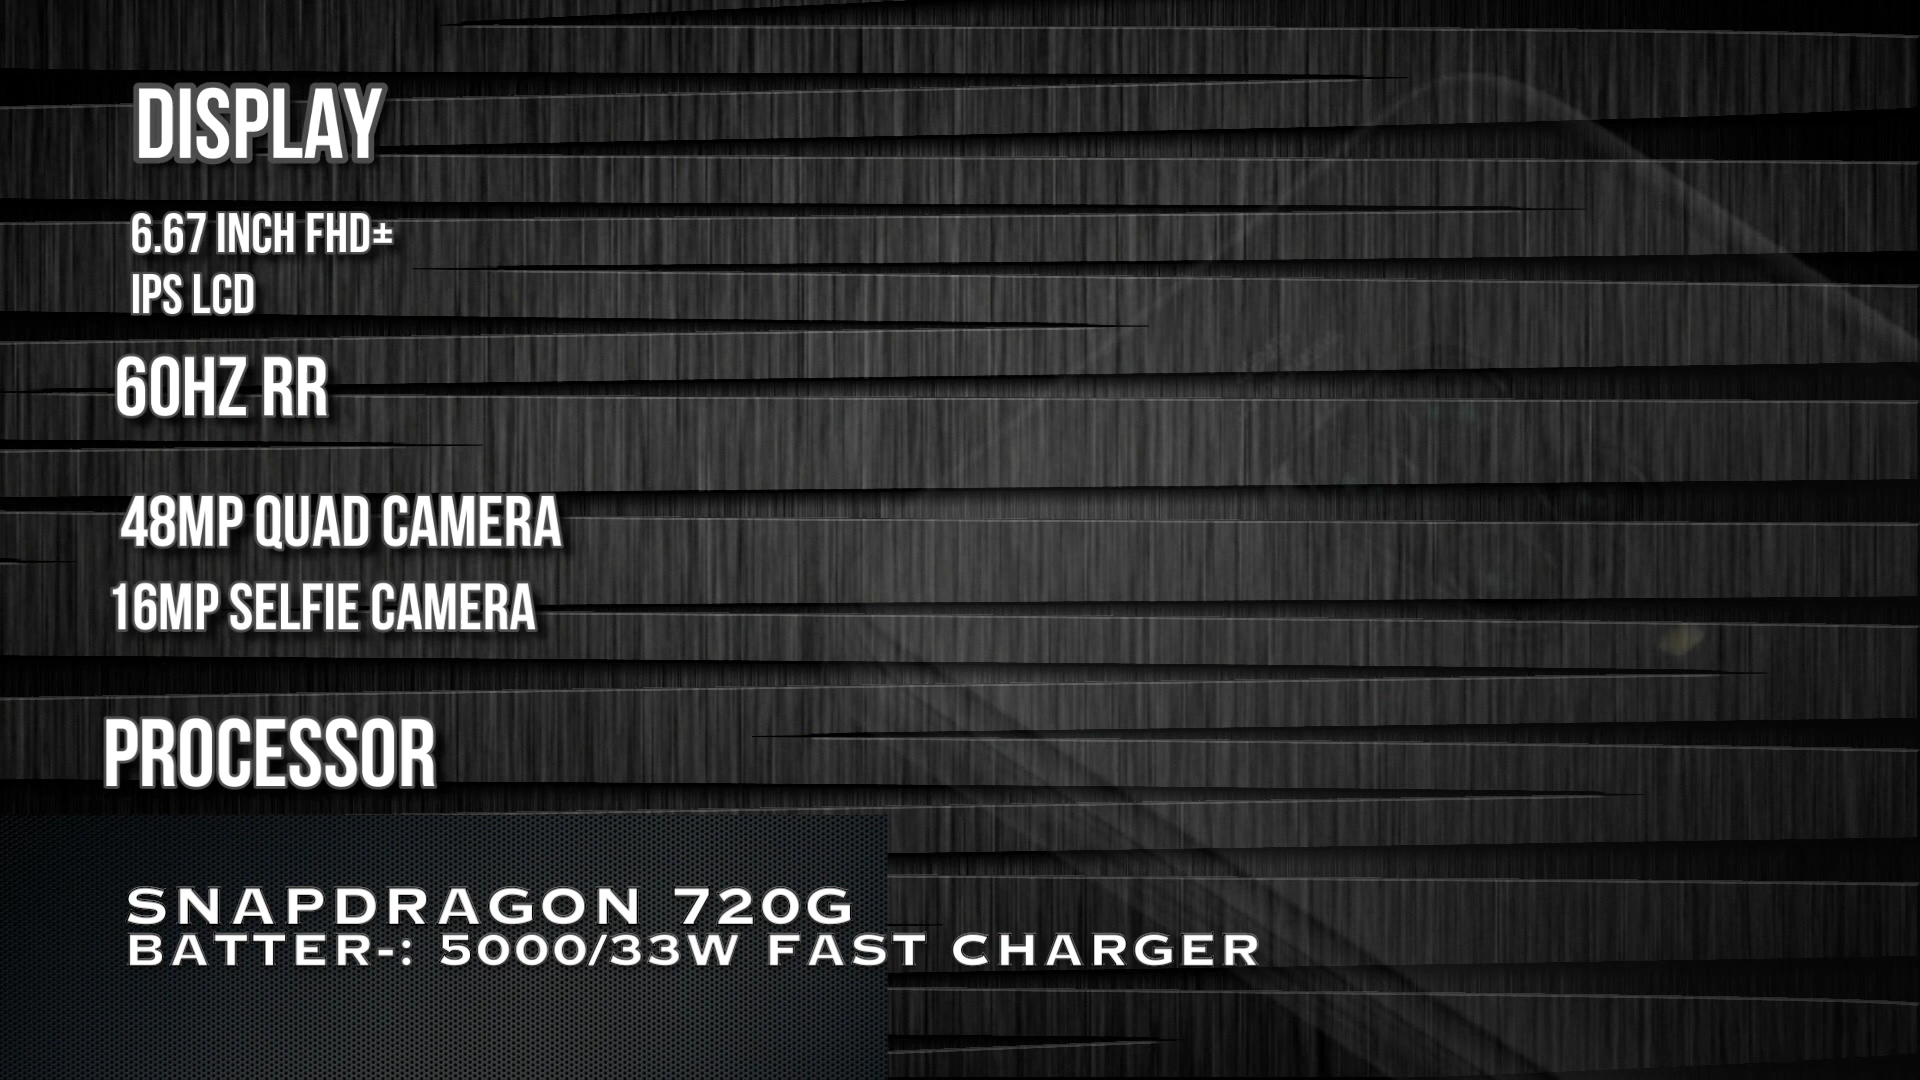 DISPLAY
6.67 INCH FHD±
IPS LCD
60HZ RR
48MP QUAD CAMERA
16MP SELFIE CAMERA
PROCESSOR
SNAPDRAGON 720G
BATTER-: 5000/33W FAST CHARGER